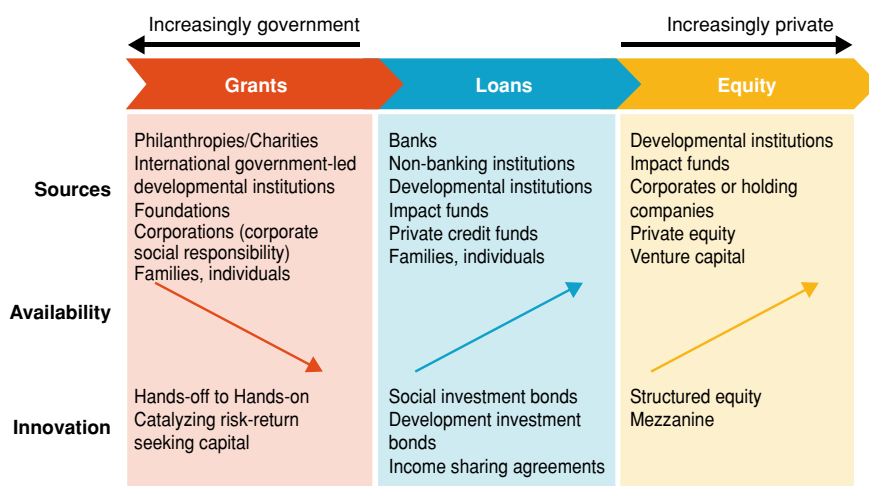 Increasingly government
Increasingly private
Grants
Loans
Equity
Sources
Philanthropies/Charities
International government-led
developmental institutions
Foundations
Corporations (corporate
social responsibility)
Families, individuals
Banks
Non-banking institutions
Developmental institutions
Impact funds
Private credit funds
Families, individuals
Developmental institutions
Impact funds
Corporates or holding
companies
Private equity
Venture capital
Availability
Innovation
Hands-off to Hands-on
Catalyzing risk-return
seeking capital
Social investment bonds
Development investment
bonds
Income sharing agreements
Structured equity
Mezzanine